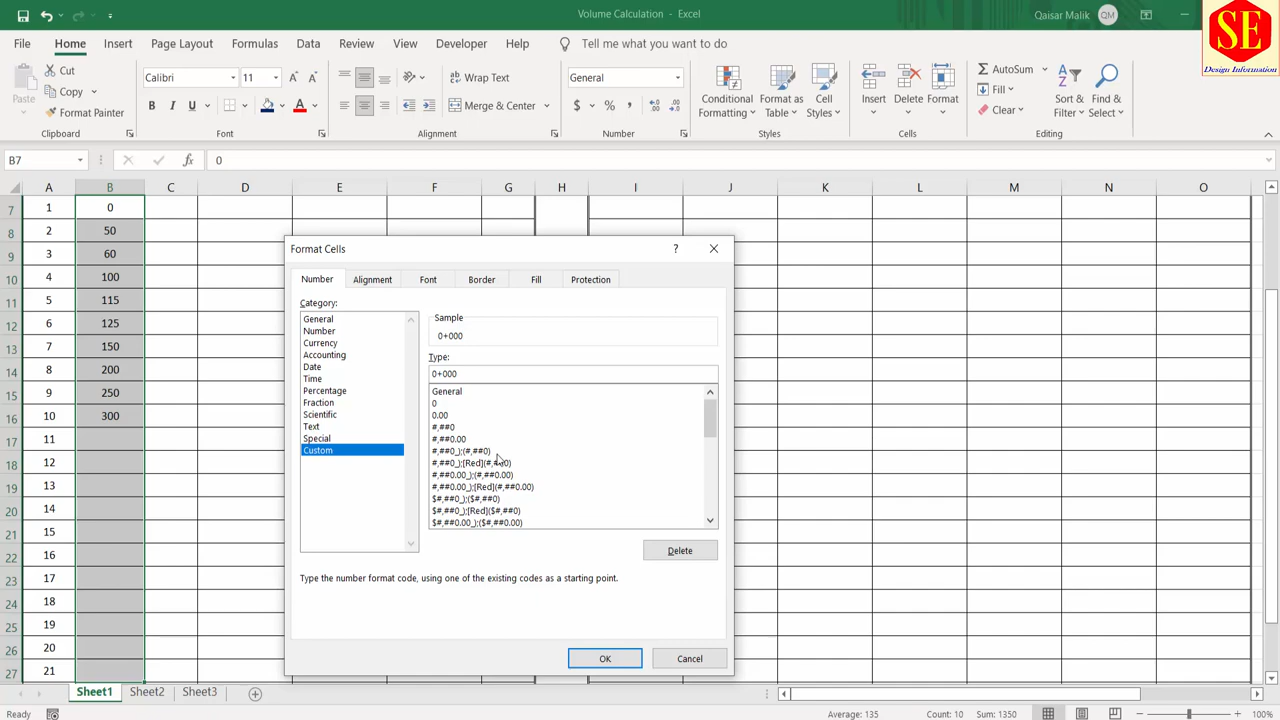 Volume Calculation - Excel
Qaisar Malik QM
SE
Design Information
File Home Insert Page Layout Formulas Data Review View Developer Help Tell me what you want to do
Paste
Cut
Copy
Format Painter
Clipboard
Calibri 11
B I U
Font
Wrap Text
Merge & Center
Alignment
General
$ % ,
Number
Conditional Formatting
Format as Table
Cell Styles
Styles
Insert Delete Format
Cells
AutoSum
Fill
Clear
Sort & Filter
Find & Select
Editing
B7 fx 0
A B C D E F G H I J K L M N O
7 1 0
8 2 50
9 3 60
10 4 100
11 5 115
12 6 125
13 7 150
14 8 200
15 9 250
16 10 300
17 11
18 12
19 13
20 14
21 15
22 16
23 17
24 18
25 19
26 20
27 21
Format Cells ?
Number Alignment Font Border Fill Protection
Category:
General
Number
Currency
Accounting
Date
Time
Percentage
Fraction
Scientific
Text
Special
Custom
Sample
0+000
Type:
0+000
General
0
0.00
#,##0
#,##0.00
#,##0_);(#,##0)
#,##0_);[Red](#,##0)
#,##0.00_);(#,##0.00)
#,##0.00_);[Red](#,##0.00)
$#,##0_);($#,##0)
$#,##0_);[Red]($#,##0)
$#,##0.00_);($#,##0.00)
Delete
Type the number format code, using one of the existing codes as a starting point.
OK Cancel
Sheet1 Sheet2 Sheet3
Ready Average: 135 Count: 10 Sum: 1350 100%